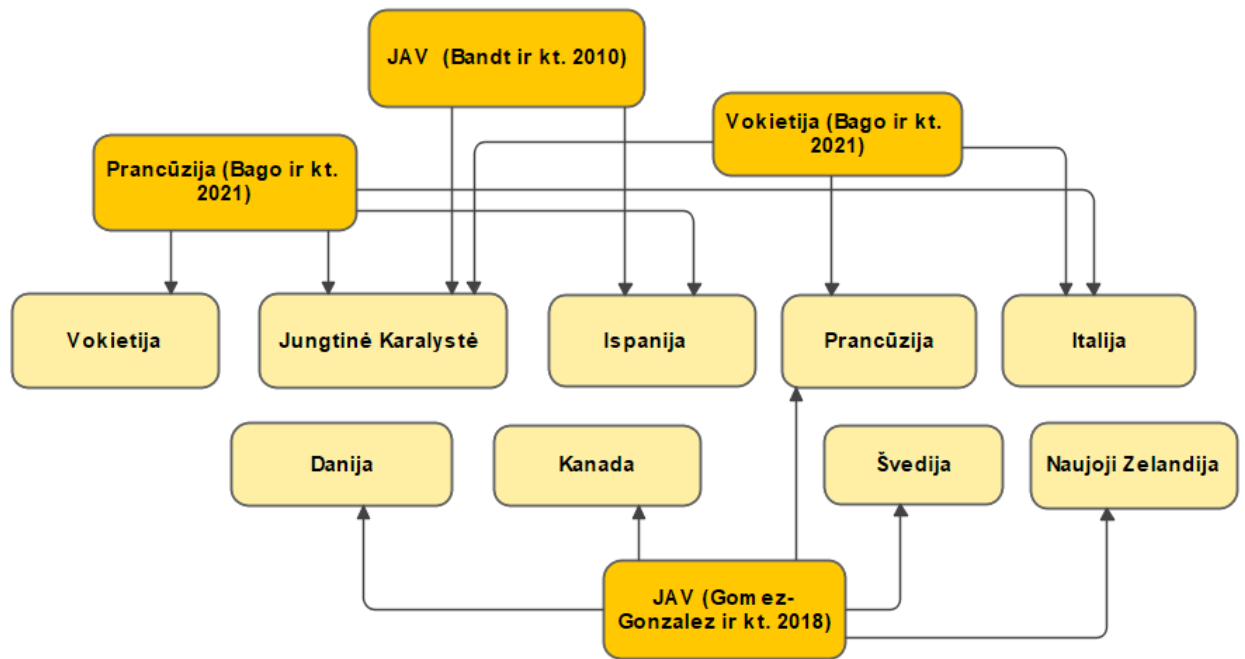 JAV (Bandt ir kt. 2010)
Vokietija (Bago ir kt.
2021)
Prancūzija (Bago ir kt.
2021)
Vokietija
Jungtinė Karalystė
Ispanija
Prancūzija
Italija
Danija
Kanada
Švedija
Naujoji Zelandija
JAV (Gomez-
Gonzalez ir kt. 2018)